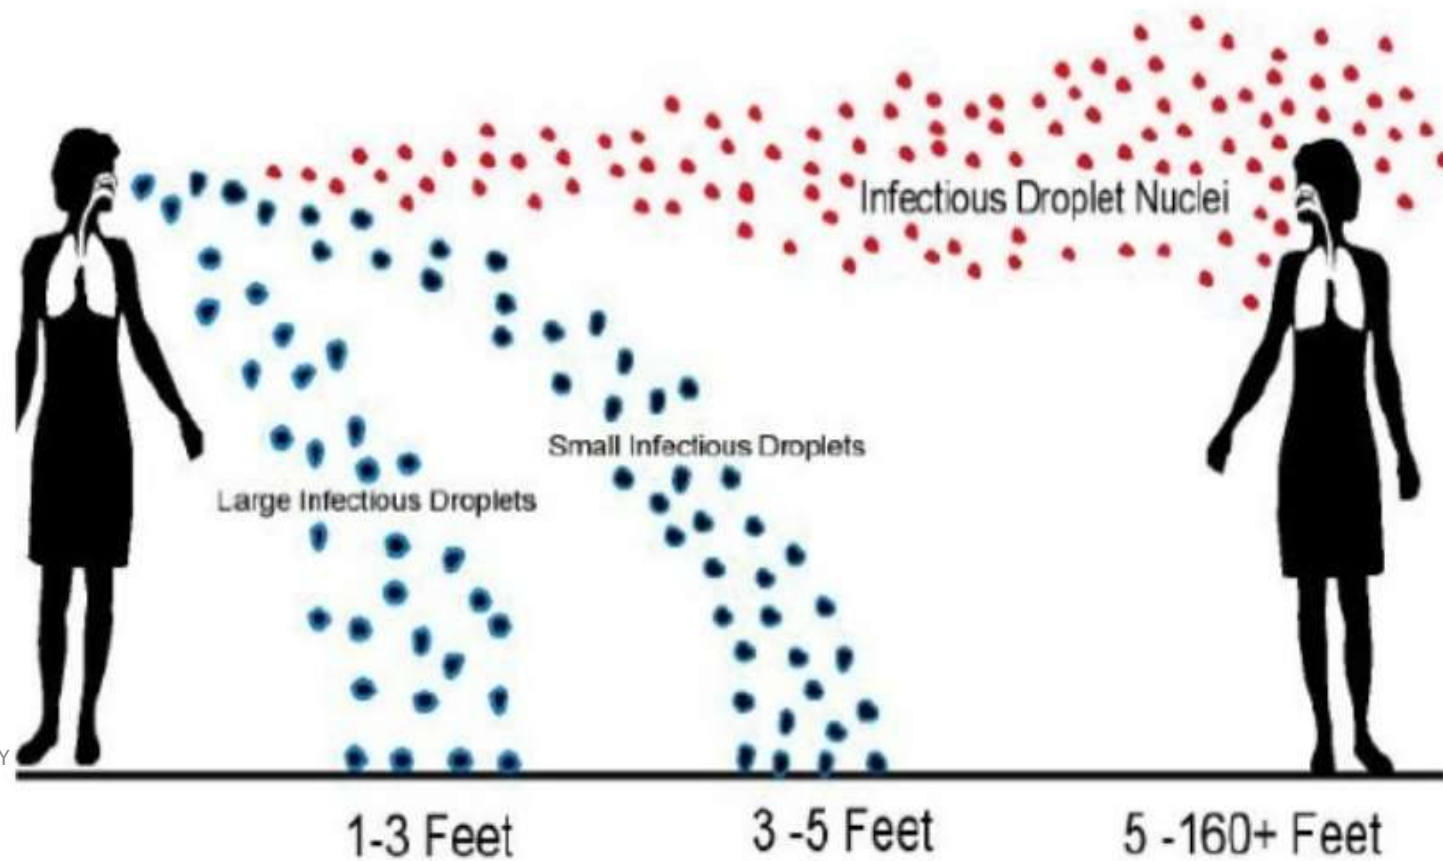 Infectious Droplet Nuclei
Small Infectious Droplets
Large Infectious Droplets
Y
1-3 Feet
3 -5 Feet
5 -160+ Feet